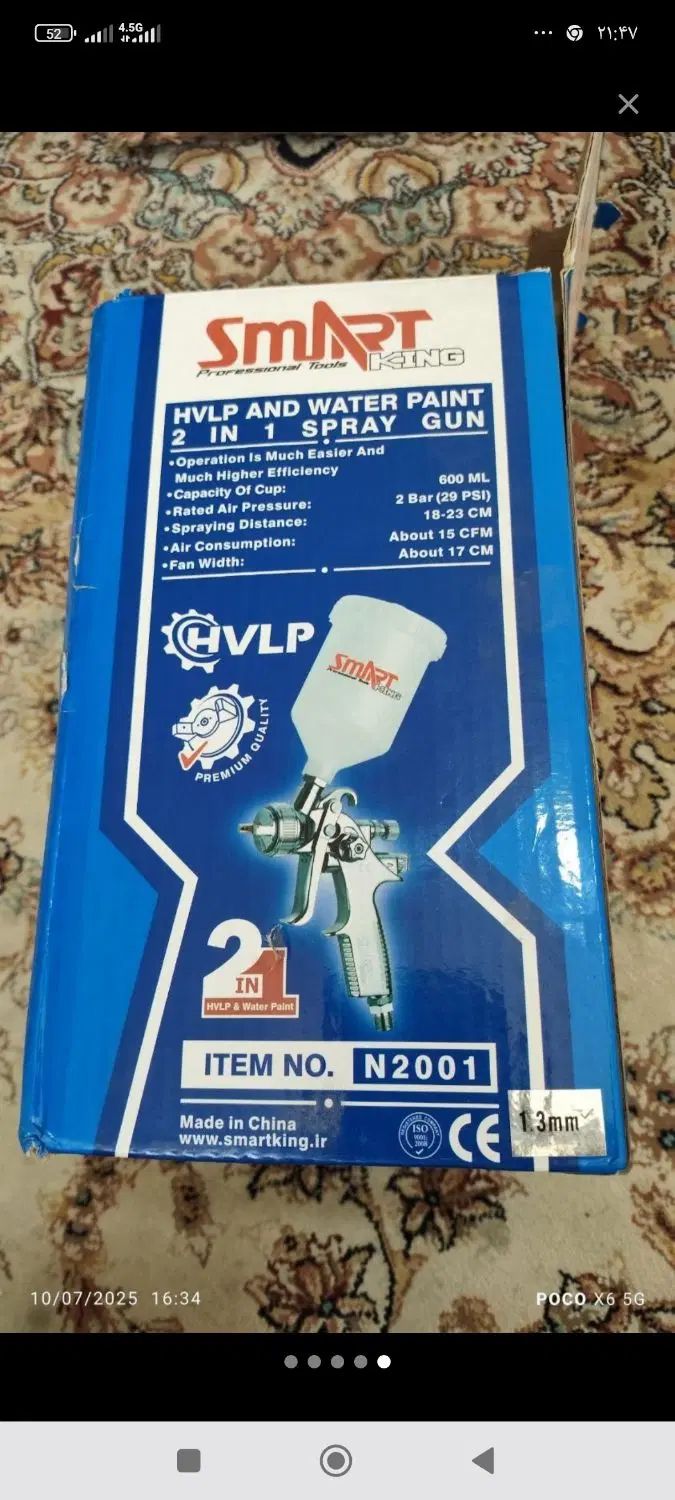 52
4.5G
۲۱:۴۷
SMART
Professional Tools KING
HVLP AND WATER PAINT
2 IN 1 SPRAY GUN
•Operation Is Much Easier And
Much Higher Efficiency
•Capacity Of Cup: 600 ML
•Rated Air Pressure: 2 Bar (29 PSI)
•Spraying Distance: 18-23 CM
•Air Consumption: About 15 CFM
•Fan Width: About 17 CM
HVLP
SMART
KING
PREMIUM QUALITY
2 IN 1
HVLP & Water Paint
ITEM NO. N2001
Made in China
www.smartking.ir
ISO
9001:
2008
CE
1.3mm
10/07/2025 16:34
POCO X6 5G